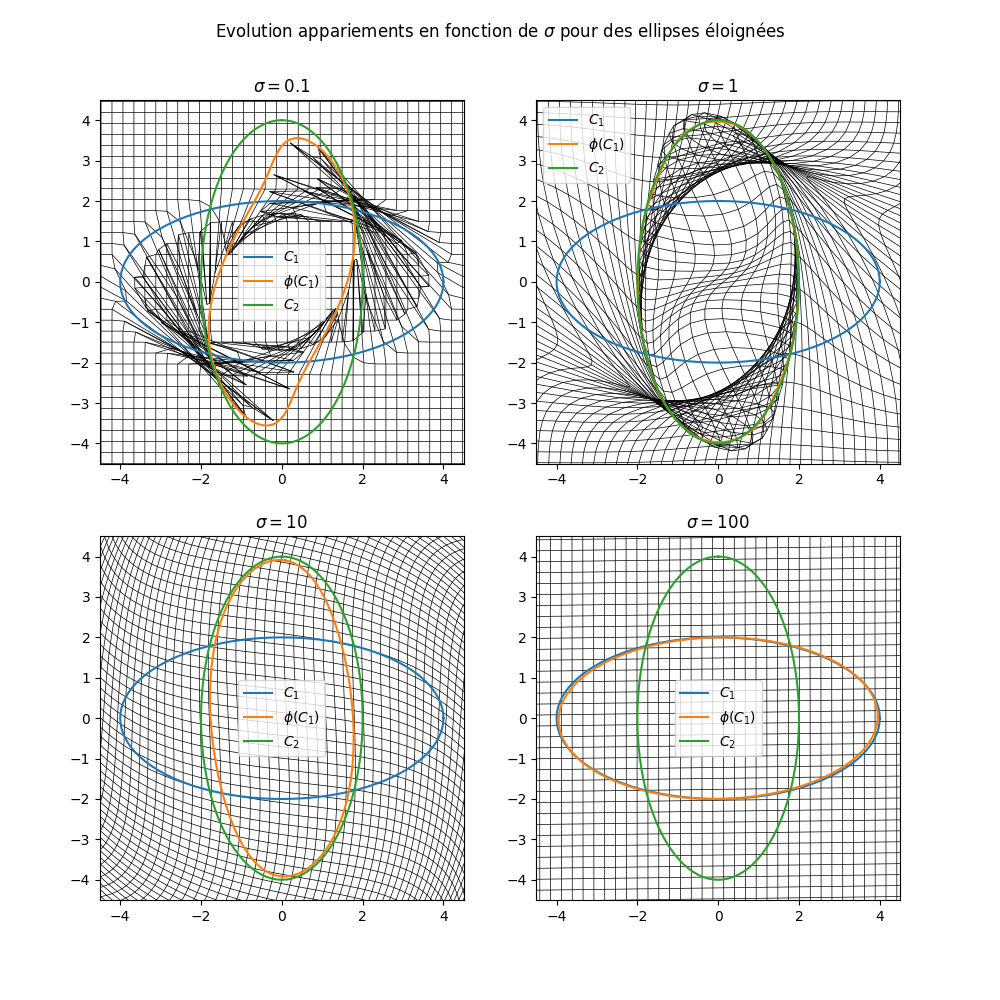 Evolution appariements en fonction de σ pour des ellipses éloignées
σ = 0.1
4
3
2
1
0
−1
−2
−3
−4
−4 −2 0 2 4
C₁
ϕ(C₁)
C₂
σ = 1
4
3
2
1
0
−1
−2
−3
−4
−4 −2 0 2 4
C₁
ϕ(C₁)
C₂
σ = 10
4
3
2
1
0
−1
−2
−3
−4
−4 −2 0 2 4
C₁
ϕ(C₁)
C₂
σ = 100
4
3
2
1
0
−1
−2
−3
−4
−4 −2 0 2 4
C₁
ϕ(C₁)
C₂